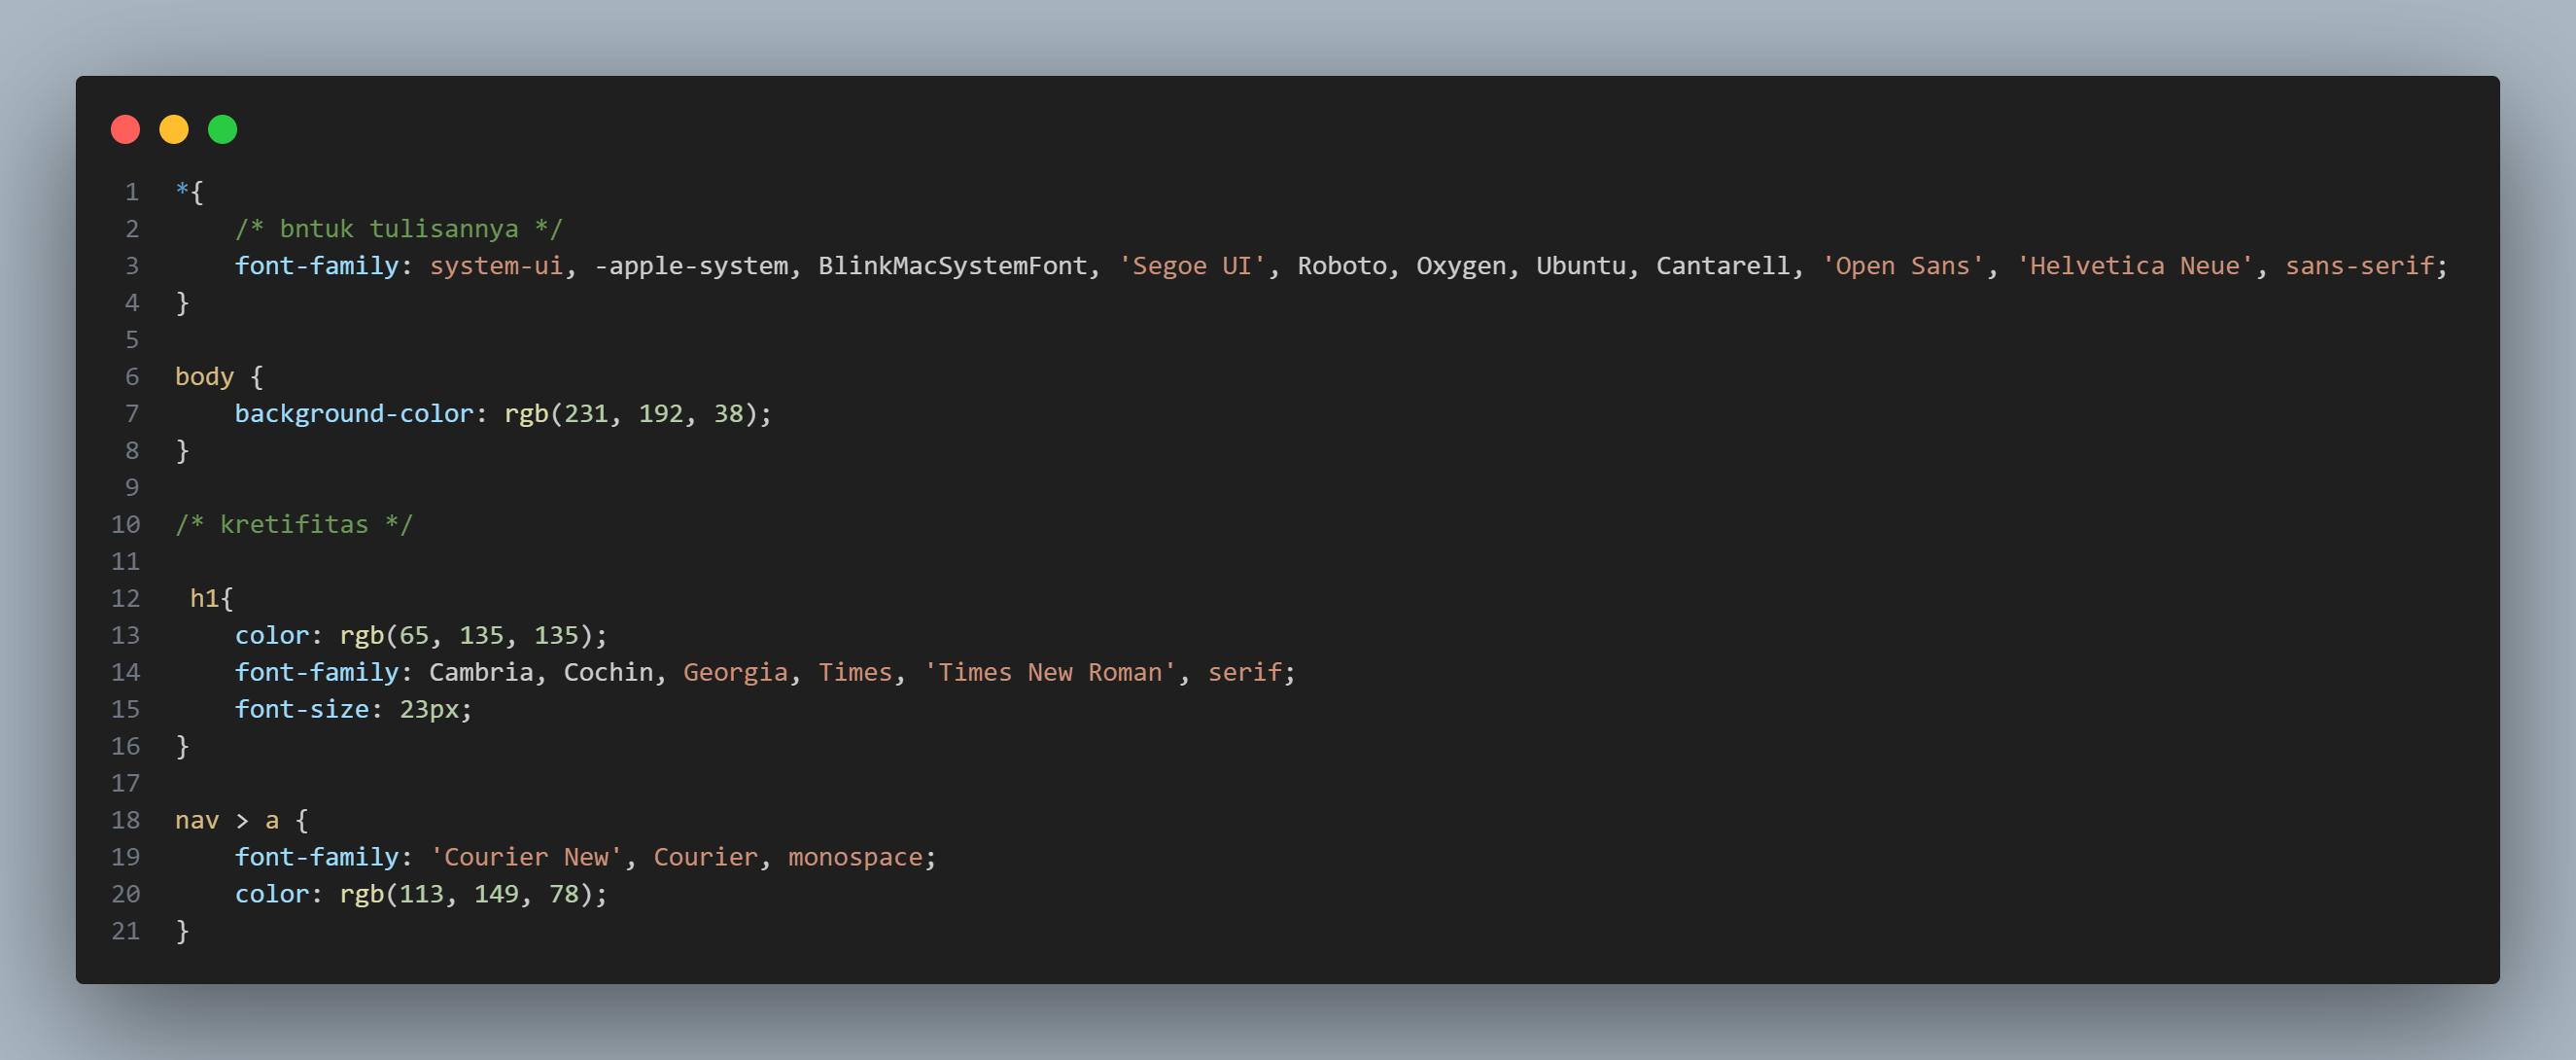 1 *{
2 /* bntuk tulisannya */
3 font-family: system-ui, -apple-system, BlinkMacSystemFont, 'Segoe UI', Roboto, Oxygen, Ubuntu, Cantarell, 'Open Sans', 'Helvetica Neue', sans-serif;
4 }
5
6 body {
7 background-color: rgb(231, 192, 38);
8 }
9
10 /* kretifitas */
11
12 h1{
13 color: rgb(65, 135, 135);
14 font-family: Cambria, Cochin, Georgia, Times, 'Times New Roman', serif;
15 font-size: 23px;
16 }
17
18 nav > a {
19 font-family: 'Courier New', Courier, monospace;
20 color: rgb(113, 149, 78);
21 }